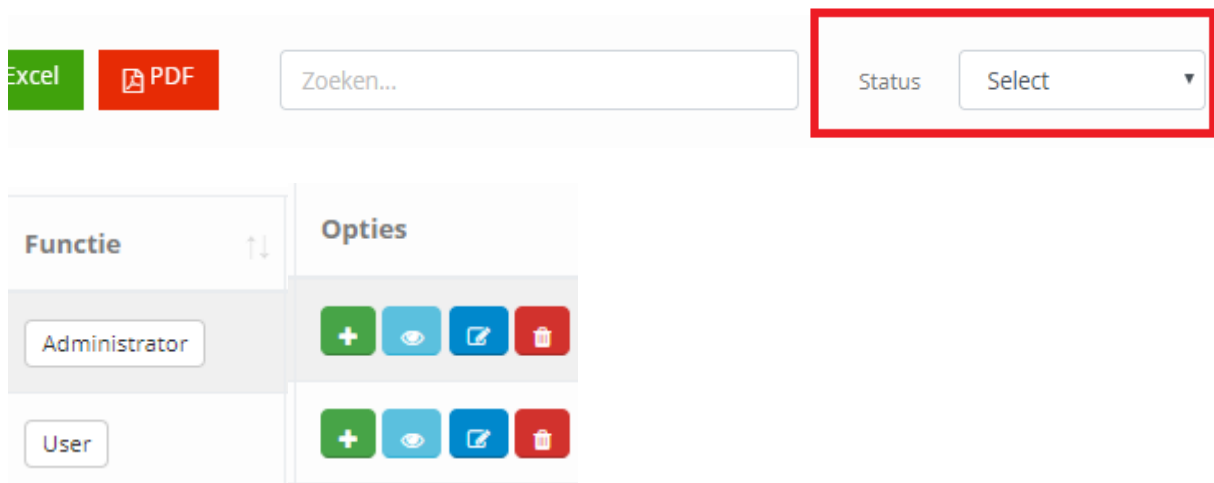 Excel PDF Zoeken... Status Select
Functie Opties
Administrator
User